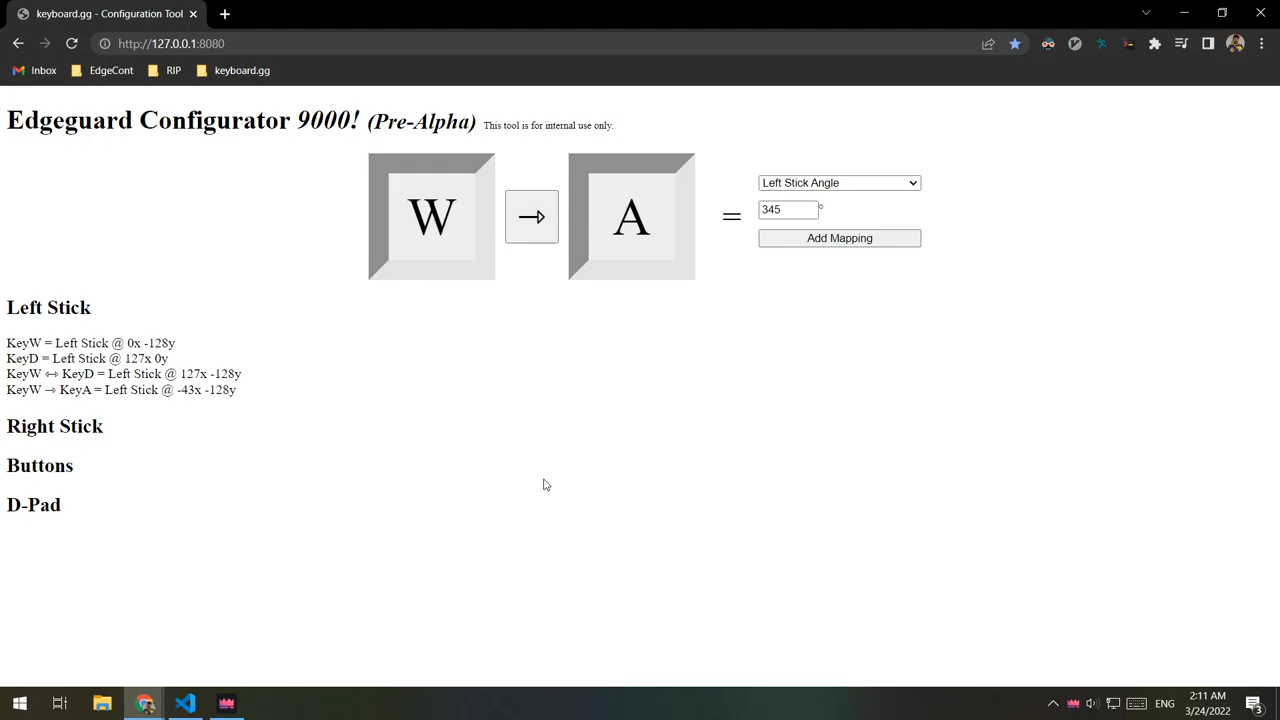 keyboard.gg - Configuration Tool
http://127.0.0.1:8080
Inbox EdgeCont RIP keyboard.gg
Edgeguard Configurator 9000! (Pre-Alpha) This tool is for internal use only.
W → A =
Left Stick Angle
345 °
Add Mapping
Left Stick
KeyW = Left Stick @ 0x -128y
KeyD = Left Stick @ 127x 0y
KeyW ⇿ KeyD = Left Stick @ 127x -128y
KeyW ⇾ KeyA = Left Stick @ -43x -128y
Right Stick
Buttons
D-Pad
ENG
2:11 AM
3/24/2022
3